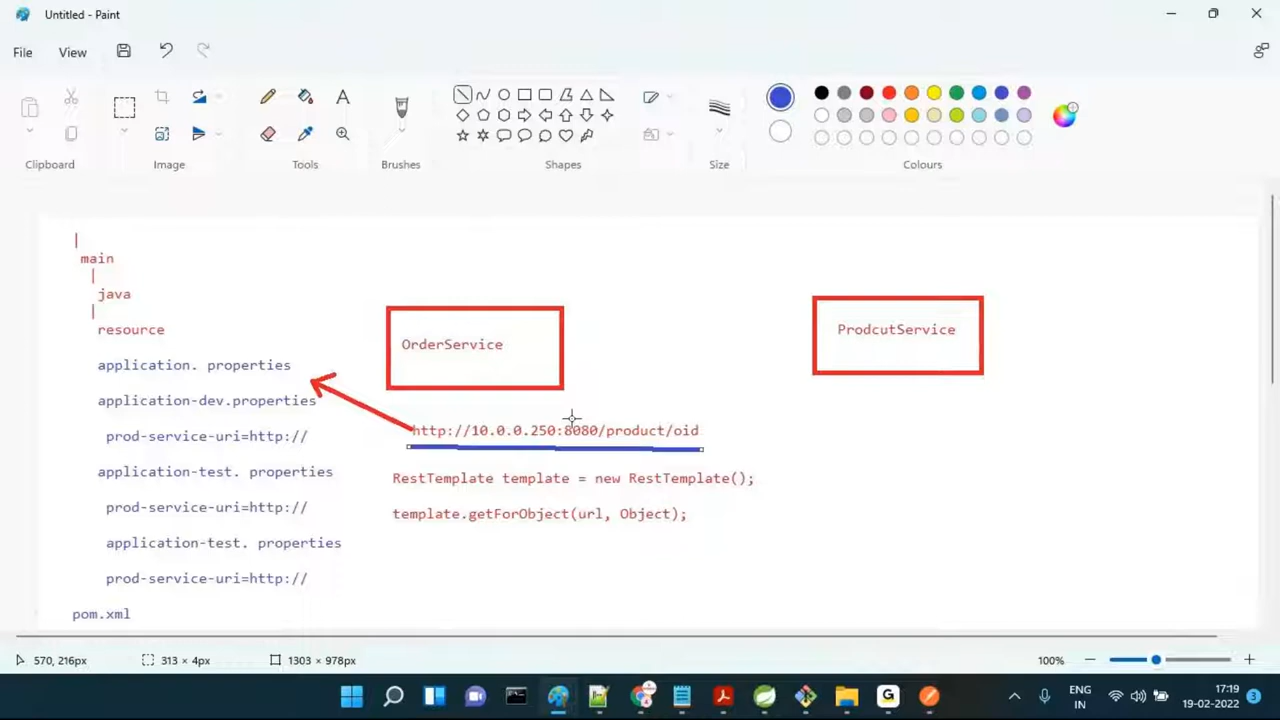 Untitled - Paint
File View
Clipboard Image Tools Brushes Shapes Size Colours
|
main
|
java
|
resource
application. properties
application-dev.properties
prod-service-uri=http://
application-test. properties
prod-service-uri=http://
application-test. properties
prod-service-uri=http://
pom.xml
OrderService
http://10.0.0.250:8080/product/oid
RestTemplate template = new RestTemplate();
template.getForObject(url, Object);
ProdcutService
570, 216px 313 × 4px 1303 × 978px 100%
ENG
IN
17:19
19-02-2022
3